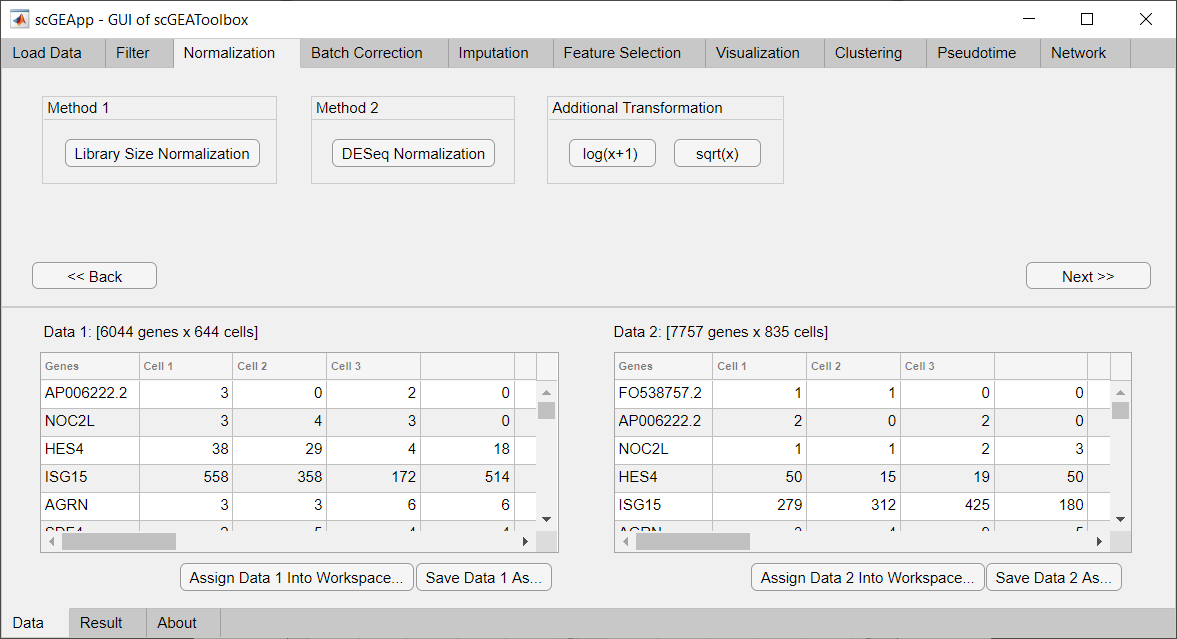 scGEApp - GUI of scGEAToolbox
Load Data Filter Normalization Batch Correction Imputation Feature Selection Visualization Clustering Pseudotime Network
Method 1 Method 2 Additional Transformation
Library Size Normalization DESeq Normalization log(x+1) sqrt(x)
<< Back Next >>
Data 1: [6044 genes x 644 cells] Data 2: [7757 genes x 835 cells]
Genes Cell 1 Cell 2 Cell 3 Genes Cell 1 Cell 2 Cell 3
AP006222.2 3 0 2 0 FO538757.2 1 1 0 0
NOC2L 3 4 3 0 AP006222.2 2 0 2 0
HES4 38 29 4 18 NOC2L 1 1 2 3
ISG15 558 358 172 514 HES4 50 15 19 50
AGRN 3 3 6 6 ISG15 279 312 425 180
Assign Data 1 Into Workspace... Save Data 1 As... Assign Data 2 Into Workspace... Save Data 2 As...
Data Result About